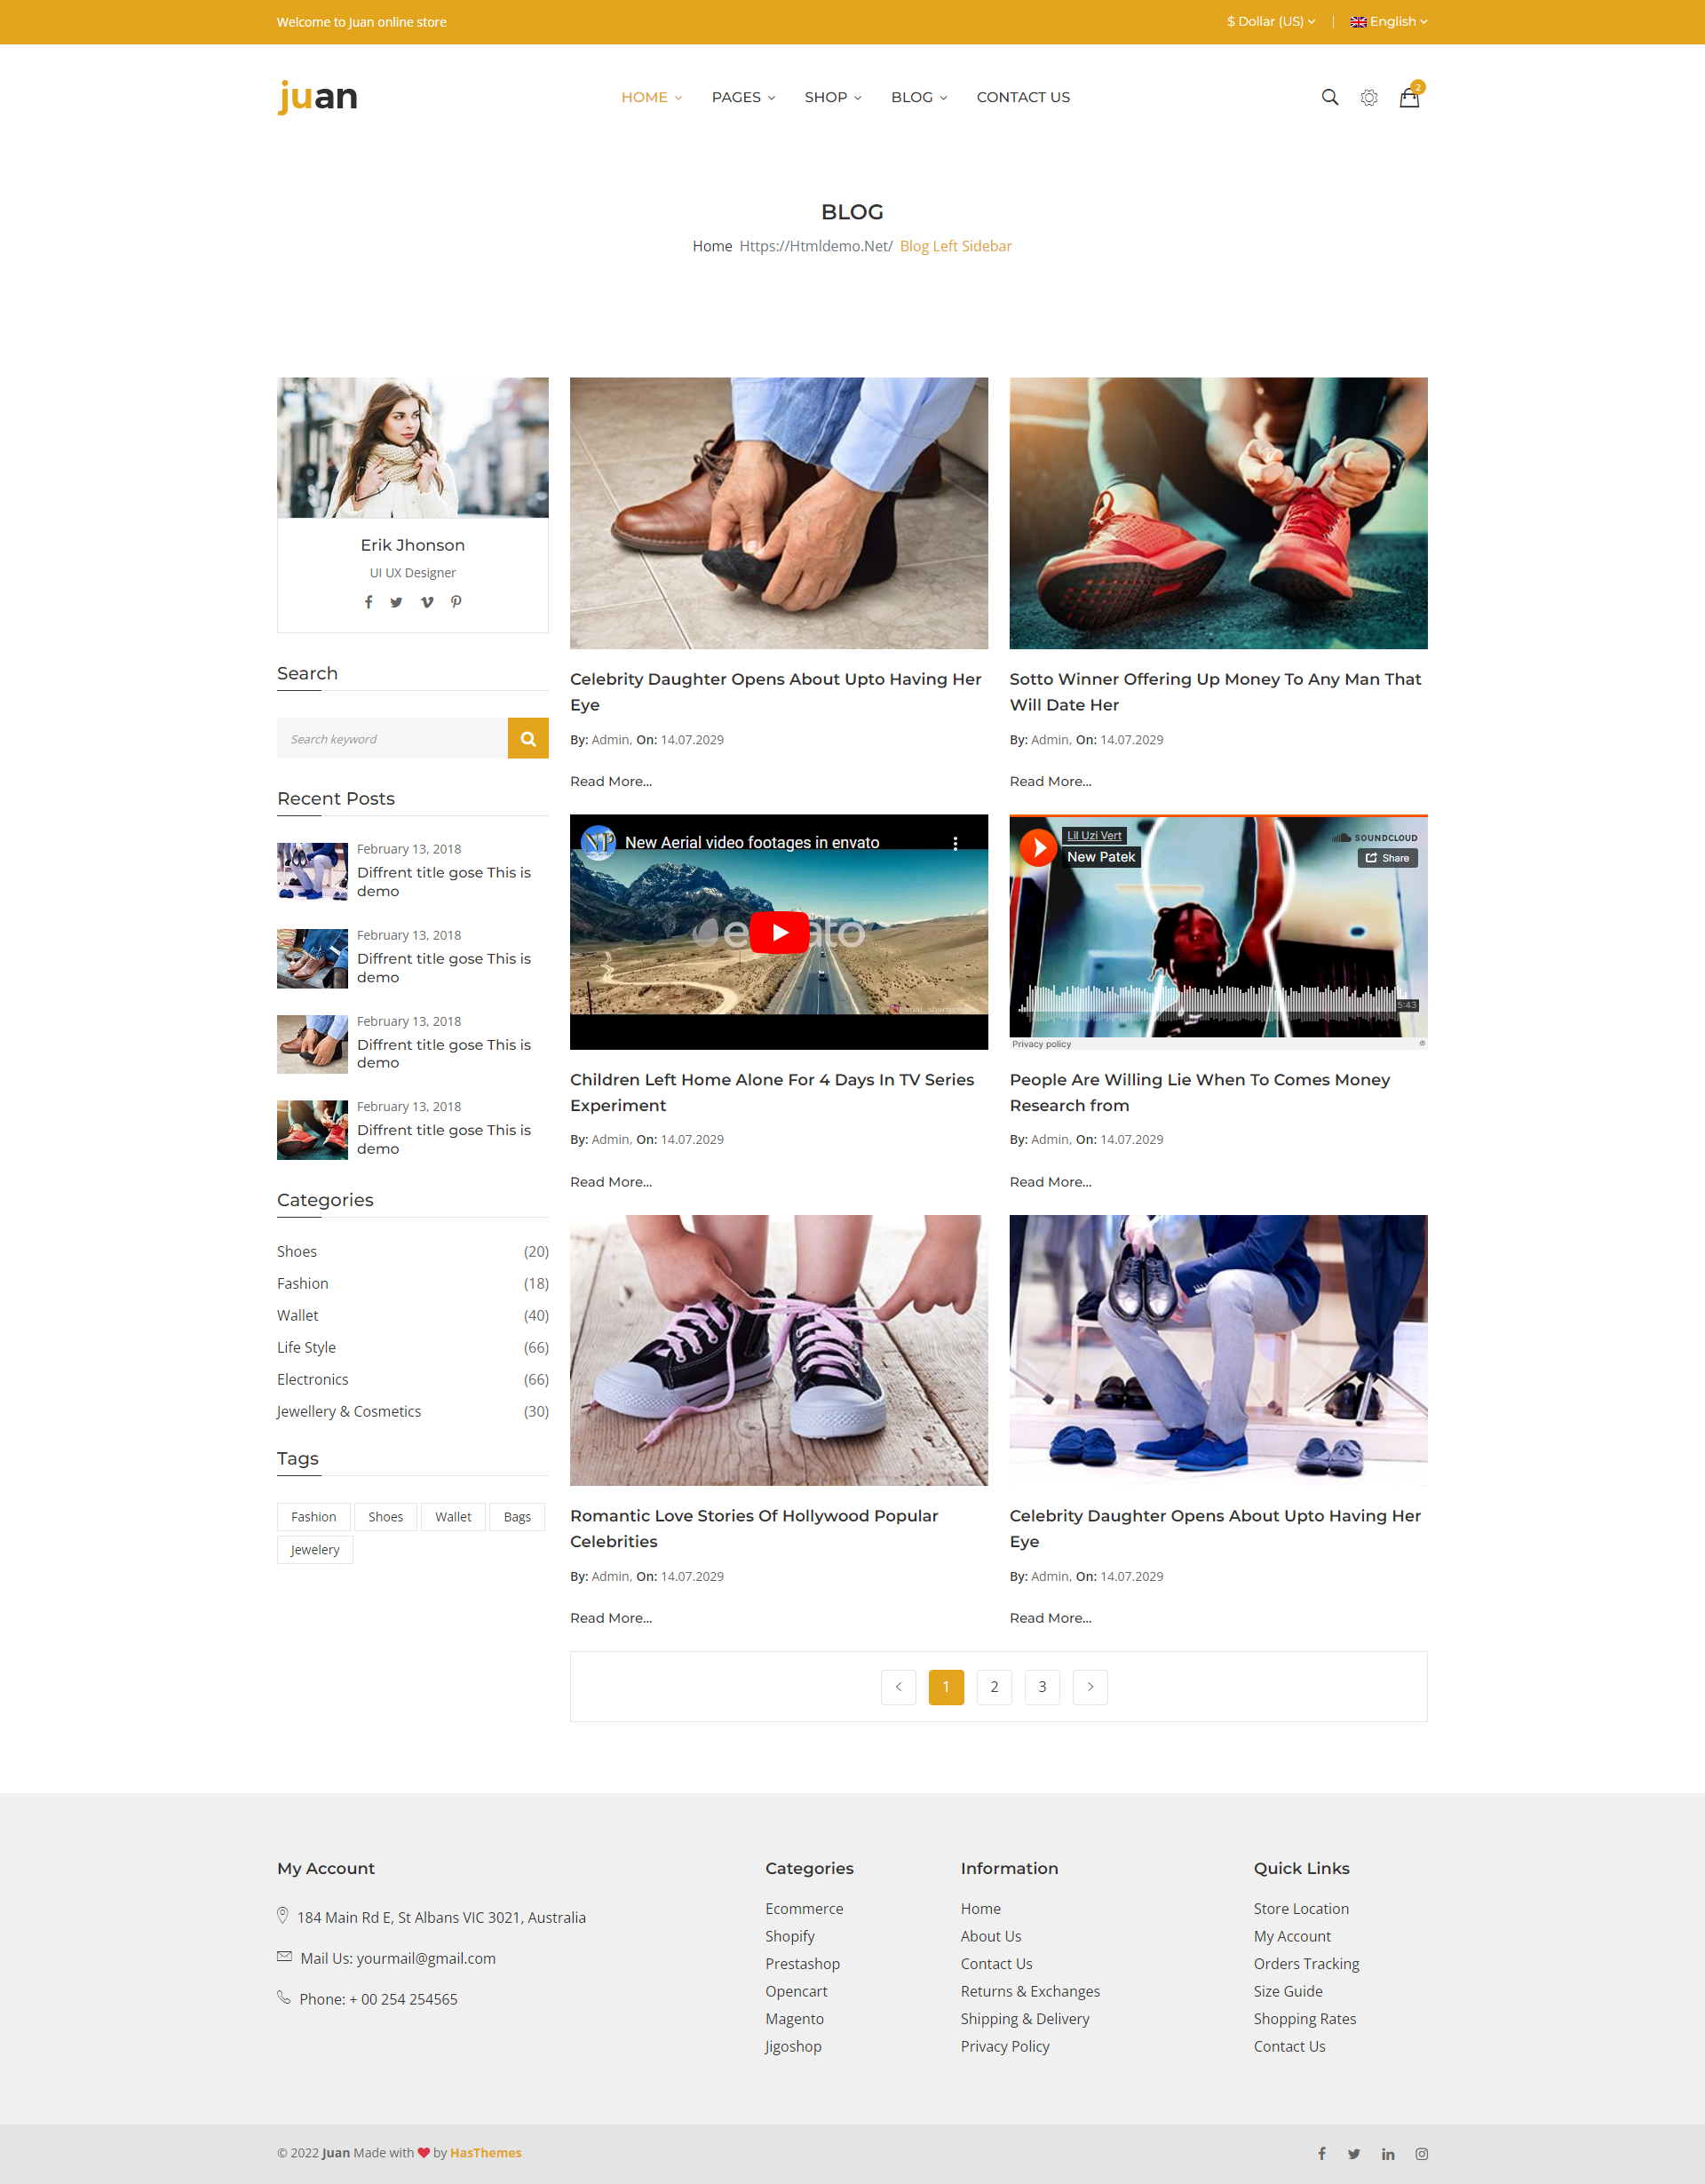 Welcome to Juan online store
$ Dollar (US)
English
juan
HOME
PAGES
SHOP
BLOG
CONTACT US
2
BLOG
Home Https://Htmldemo.Net/ Blog Left Sidebar
Erik Jhonson
UI UX Designer
Search
Search keyword
Recent Posts
February 13, 2018
Diffrent title gose This is
demo
February 13, 2018
Diffrent title gose This is
demo
February 13, 2018
Diffrent title gose This is
demo
February 13, 2018
Diffrent title gose This is
demo
Categories
Shoes (20)
Fashion (18)
Wallet (40)
Life Style (66)
Electronics (66)
Jewellery & Cosmetics (30)
Tags
Fashion
Shoes
Wallet
Bags
Jewelery
Celebrity Daughter Opens About Upto Having Her
Eye
By: Admin, On: 14.07.2029
Read More...
Sotto Winner Offering Up Money To Any Man That
Will Date Her
By: Admin, On: 14.07.2029
Read More...
NP
New Aerial video footages in envato
Children Left Home Alone For 4 Days In TV Series
Experiment
By: Admin, On: 14.07.2029
Read More...
Lil Uzi Vert
New Patek
SOUNDCLOUD
Share
5:43
Privacy policy
People Are Willing Lie When To Comes Money
Research from
By: Admin, On: 14.07.2029
Read More...
Romantic Love Stories Of Hollywood Popular
Celebrities
By: Admin, On: 14.07.2029
Read More...
Celebrity Daughter Opens About Upto Having Her
Eye
By: Admin, On: 14.07.2029
Read More...
1
2
3
My Account
184 Main Rd E, St Albans VIC 3021, Australia
Mail Us: yourmail@gmail.com
Phone: + 00 254 254565
Categories
Ecommerce
Shopify
Prestashop
Opencart
Magento
Jigoshop
Information
Home
About Us
Contact Us
Returns & Exchanges
Shipping & Delivery
Privacy Policy
Quick Links
Store Location
My Account
Orders Tracking
Size Guide
Shopping Rates
Contact Us
© 2022 Juan Made with ❤ by HasThemes